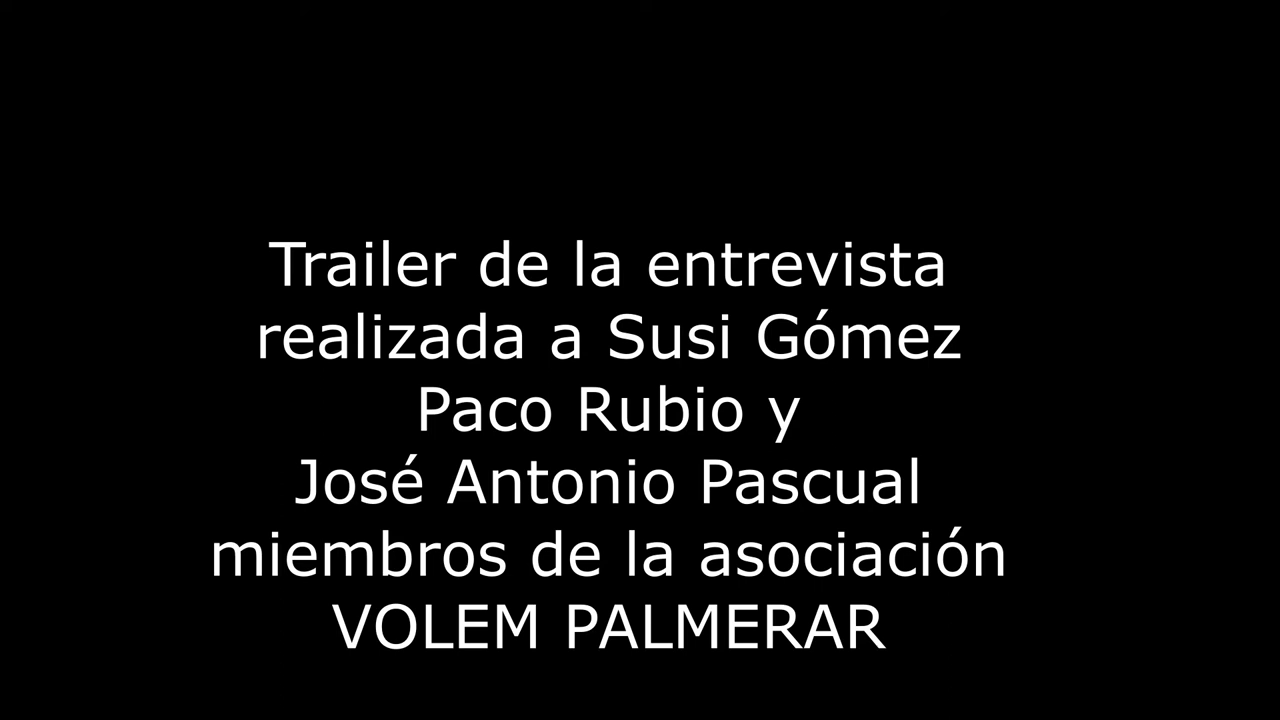 Trailer de la entrevista
realizada a Susi Gómez
Paco Rubio y
José Antonio Pascual
miembros de la asociación
VOLEM PALMERAR